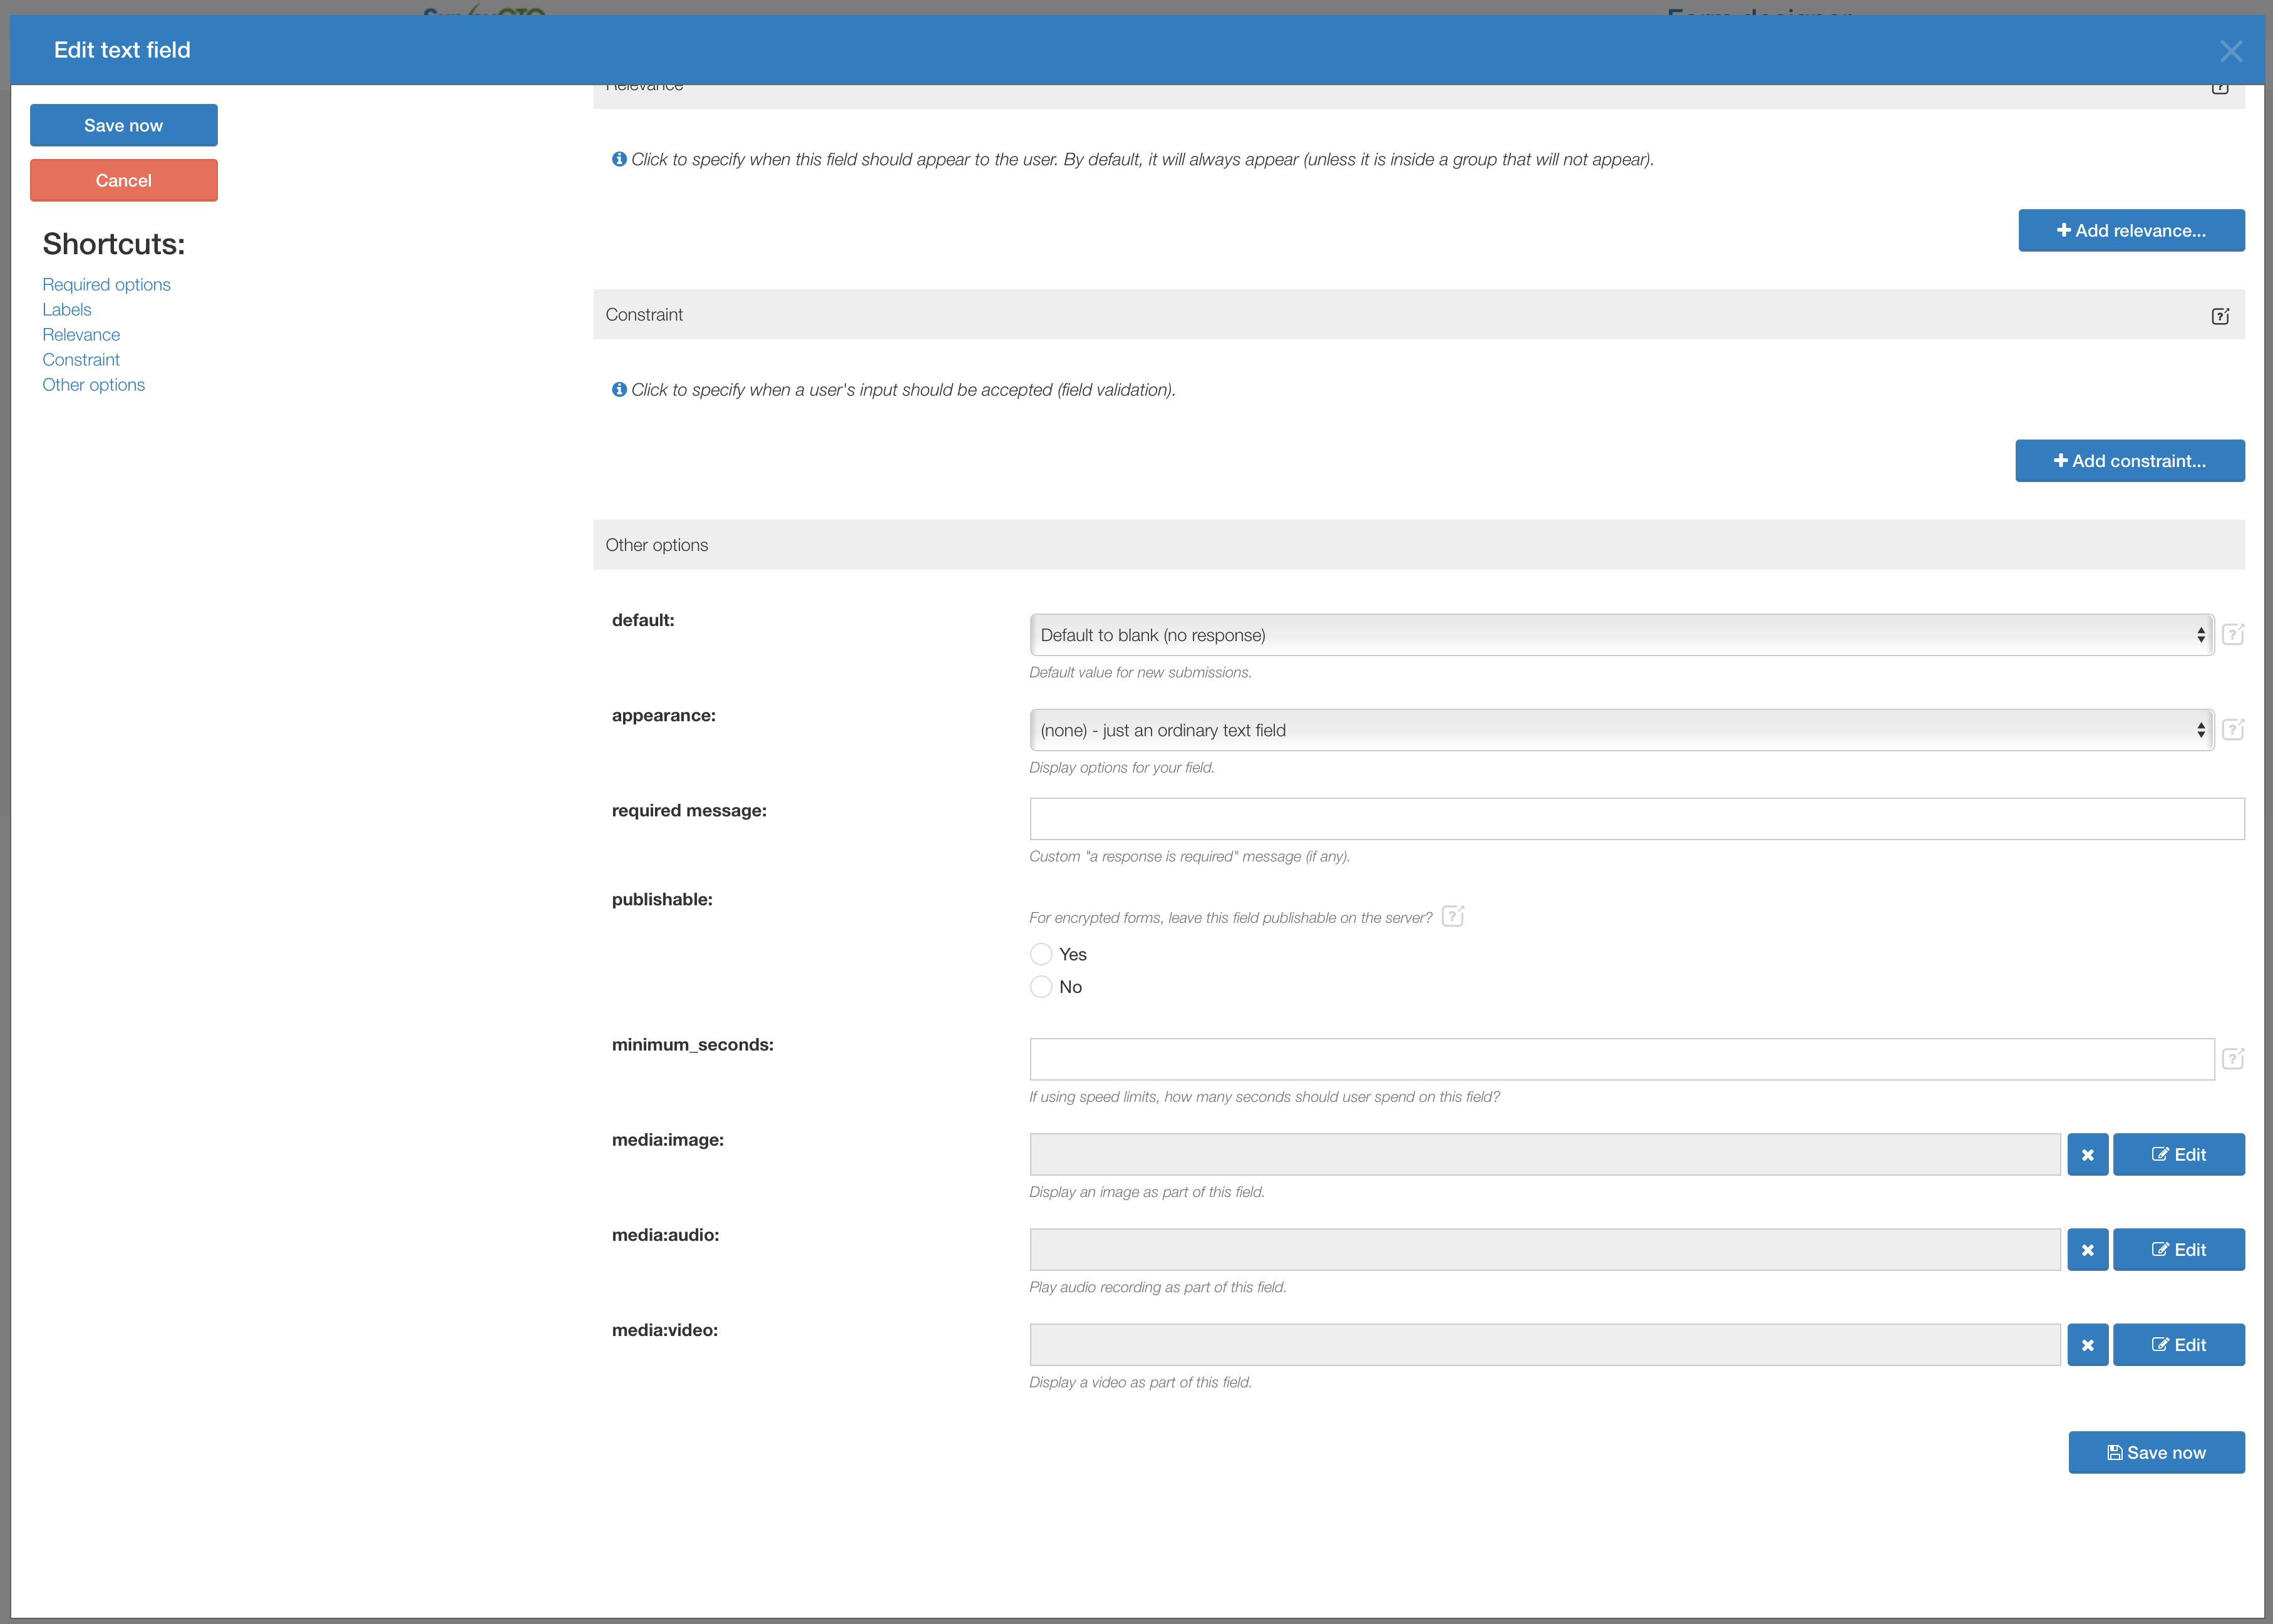 Edit text field
Save now
Cancel
Shortcuts:
Required options
Labels
Relevance
Constraint
Other options
Relevance
Click to specify when this field should appear to the user. By default, it will always appear (unless it is inside a group that will not appear).
+ Add relevance...
Constraint
Click to specify when a user's input should be accepted (field validation).
+ Add constraint...
Other options
default:
Default to blank (no response)
Default value for new submissions.
appearance:
(none) - just an ordinary text field
Display options for your field.
required message:
Custom "a response is required" message (if any).
publishable:
For encrypted forms, leave this field publishable on the server?
Yes
No
minimum_seconds:
If using speed limits, how many seconds should user spend on this field?
media:image:
Edit
Display an image as part of this field.
media:audio:
Edit
Play audio recording as part of this field.
media:video:
Edit
Display a video as part of this field.
Save now